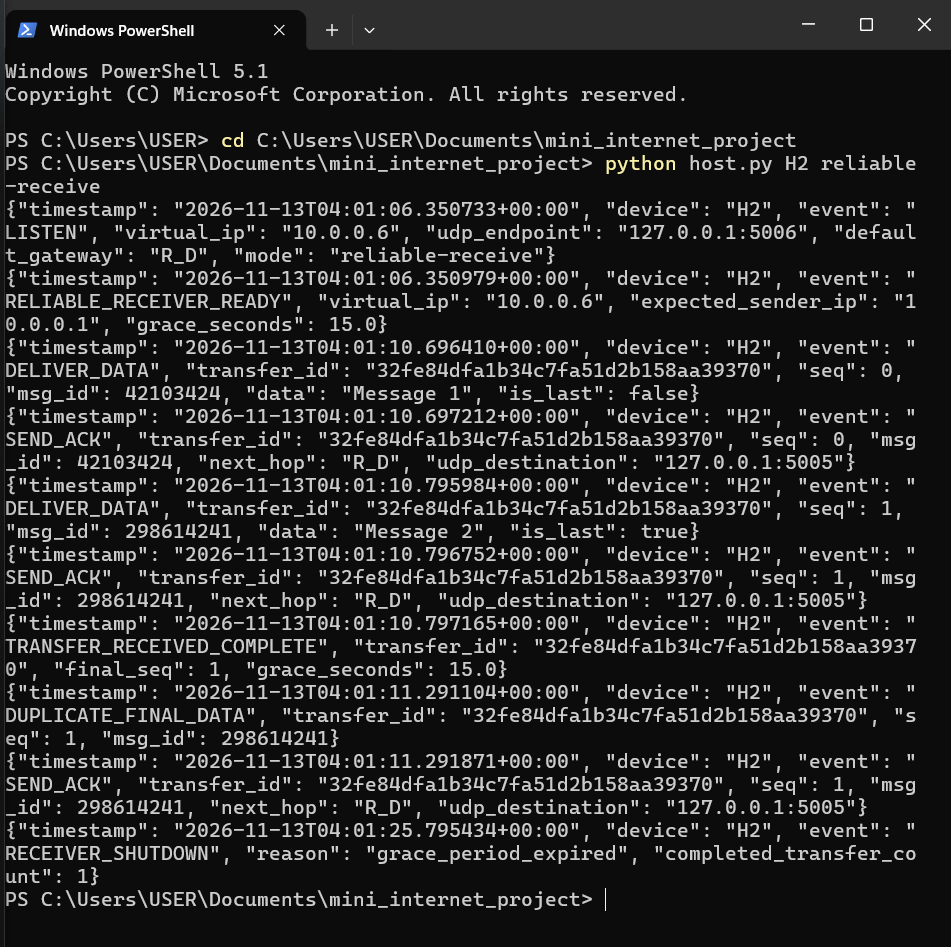 Windows PowerShell
Windows PowerShell 5.1
Copyright (C) Microsoft Corporation. All rights reserved.
PS C:\Users\USER> cd C:\Users\USER\Documents\mini_internet_project
PS C:\Users\USER\Documents\mini_internet_project> python host.py H2 reliable
-receive
{"timestamp": "2026-11-13T04:01:06.350733+00:00", "device": "H2", "event": "
LISTEN", "virtual_ip": "10.0.0.6", "udp_endpoint": "127.0.0.1:5006", "defaul
t_gateway": "R_D", "mode": "reliable-receive"}
{"timestamp": "2026-11-13T04:01:06.350979+00:00", "device": "H2", "event": "
RELIABLE_RECEIVER_READY", "virtual_ip": "10.0.0.6", "expected_sender_ip": "1
0.0.0.1", "grace_seconds": 15.0}
{"timestamp": "2026-11-13T04:01:10.696410+00:00", "device": "H2", "event": "
DELIVER_DATA", "transfer_id": "32fe84dfa1b34c7fa51d2b158aa39370", "seq": 0,
"msg_id": 42103424, "data": "Message 1", "is_last": false}
{"timestamp": "2026-11-13T04:01:10.697212+00:00", "device": "H2", "event": "
SEND_ACK", "transfer_id": "32fe84dfa1b34c7fa51d2b158aa39370", "seq": 0, "msg
_id": 42103424, "next_hop": "R_D", "udp_destination": "127.0.0.1:5005"}
{"timestamp": "2026-11-13T04:01:10.795984+00:00", "device": "H2", "event": "
DELIVER_DATA", "transfer_id": "32fe84dfa1b34c7fa51d2b158aa39370", "seq": 1,
"msg_id": 298614241, "data": "Message 2", "is_last": true}
{"timestamp": "2026-11-13T04:01:10.796752+00:00", "device": "H2", "event": "
SEND_ACK", "transfer_id": "32fe84dfa1b34c7fa51d2b158aa39370", "seq": 1, "msg
_id": 298614241, "next_hop": "R_D", "udp_destination": "127.0.0.1:5005"}
{"timestamp": "2026-11-13T04:01:10.797165+00:00", "device": "H2", "event": "
TRANSFER_RECEIVED_COMPLETE", "transfer_id": "32fe84dfa1b34c7fa51d2b158aa3937
0", "final_seq": 1, "grace_seconds": 15.0}
{"timestamp": "2026-11-13T04:01:11.291104+00:00", "device": "H2", "event": "
DUPLICATE_FINAL_DATA", "transfer_id": "32fe84dfa1b34c7fa51d2b158aa39370", "s
eq": 1, "msg_id": 298614241}
{"timestamp": "2026-11-13T04:01:11.291871+00:00", "device": "H2", "event": "
SEND_ACK", "transfer_id": "32fe84dfa1b34c7fa51d2b158aa39370", "seq": 1, "msg
_id": 298614241, "next_hop": "R_D", "udp_destination": "127.0.0.1:5005"}
{"timestamp": "2026-11-13T04:01:25.795434+00:00", "device": "H2", "event": "
RECEIVER_SHUTDOWN", "reason": "grace_period_expired", "completed_transfer_co
unt": 1}
PS C:\Users\USER\Documents\mini_internet_project>